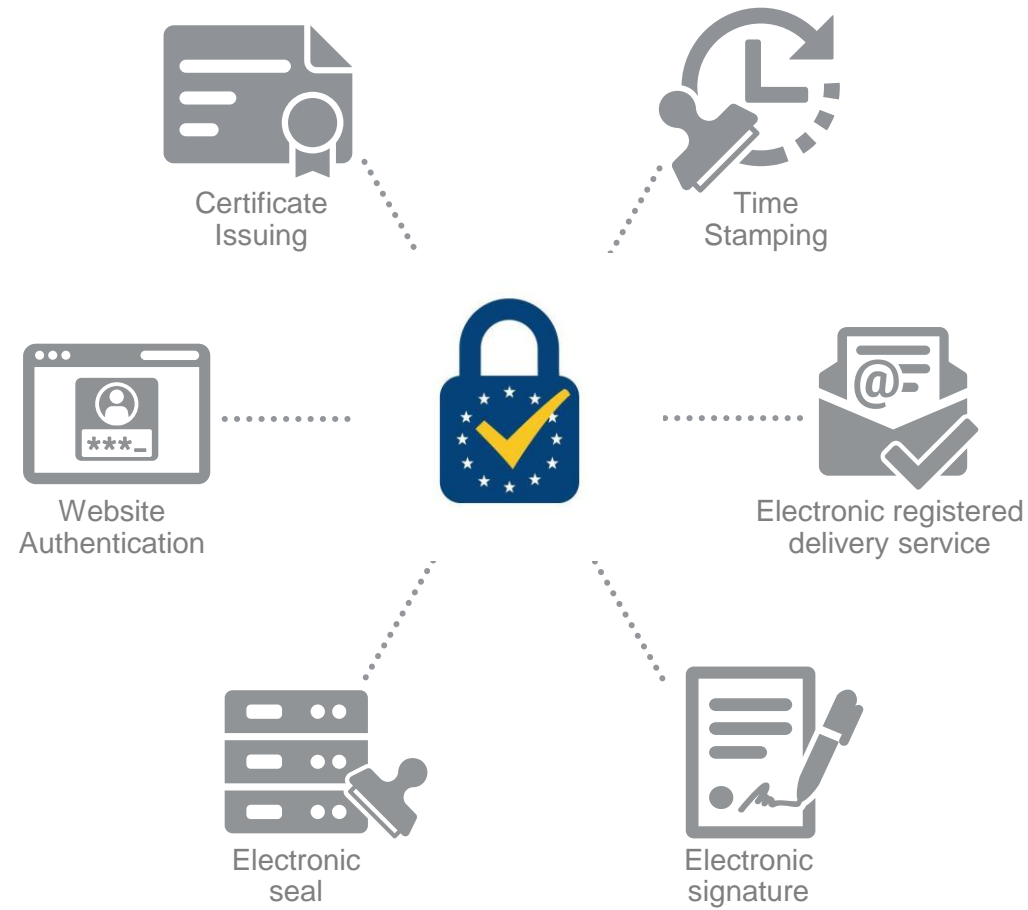 Certificate
Issuing
Time
Stamping
Website
Authentication
***_
@
Electronic registered
delivery service
Electronic
seal
Electronic
signature